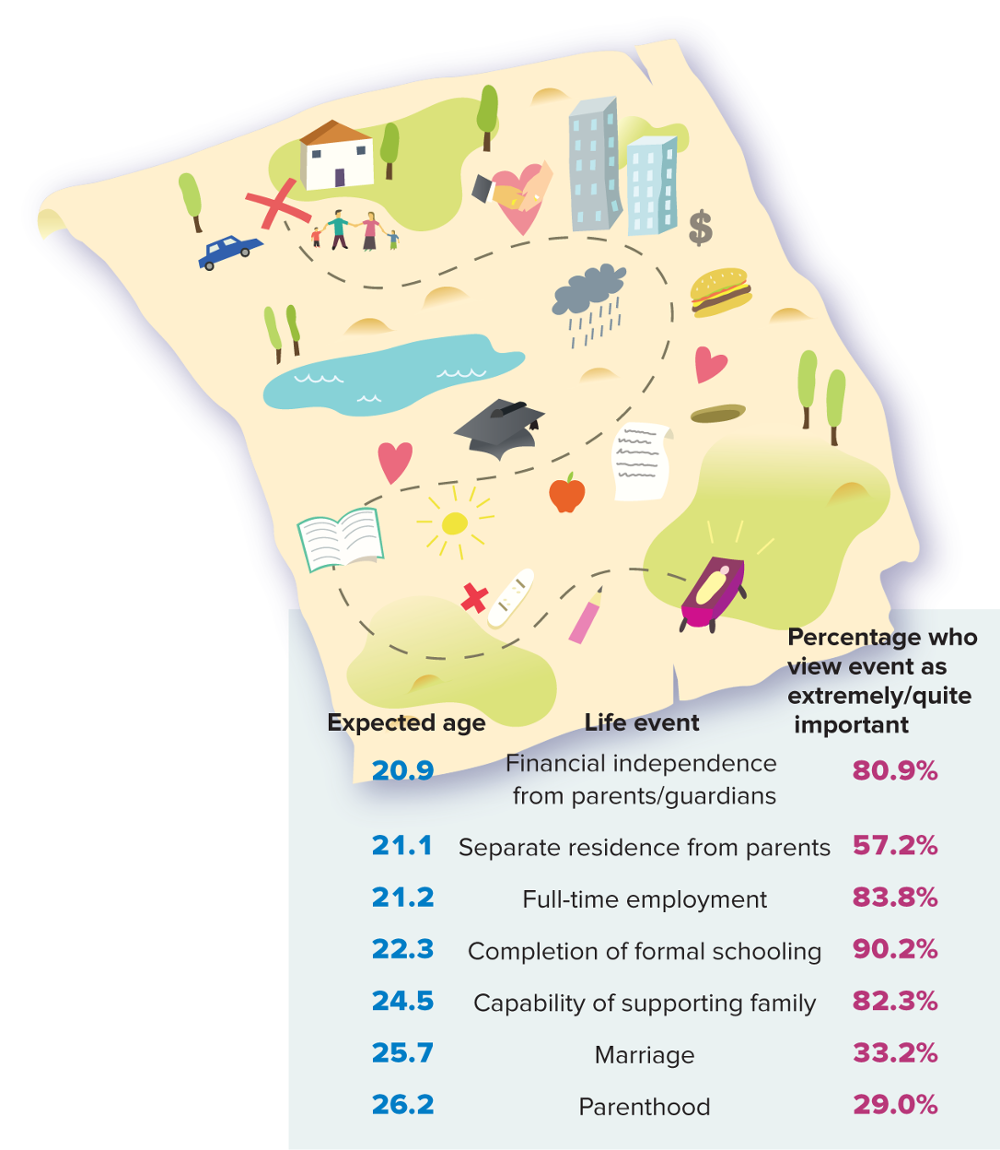 $
Percentage who
view event as
extremely/quite
important
Expected age
Life event
20.9
Financial independence
from parents/guardians
80.9%
21.1
Separate residence from parents
57.2%
21.2
Full-time employment
83.8%
22.3
Completion of formal schooling
90.2%
24.5
Capability of supporting family
82.3%
25.7
Marriage
33.2%
26.2
Parenthood
29.0%